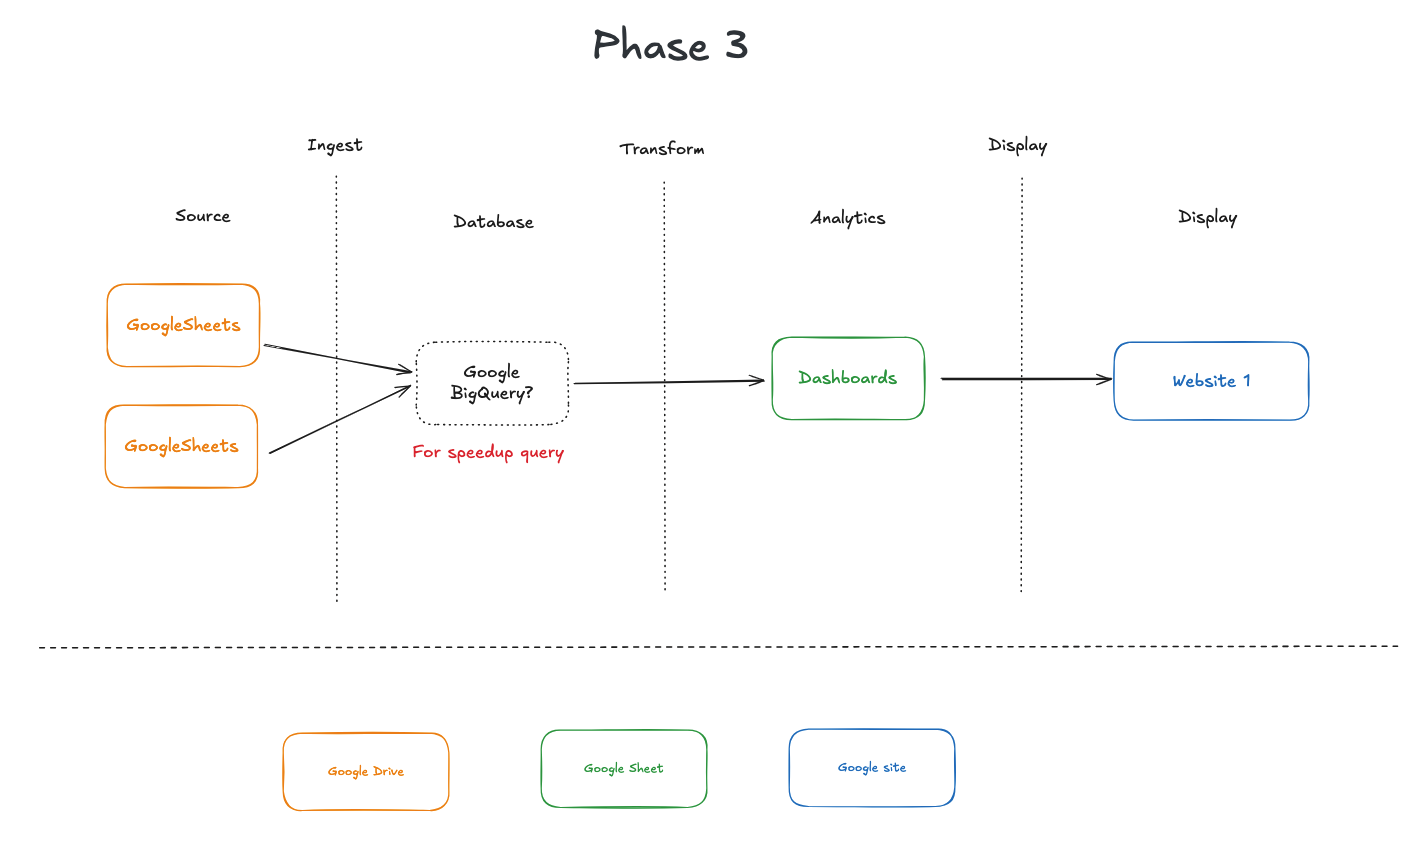 Phase 3
Ingest
Transform
Display
Source
Database
Analytics
Display
GoogleSheets
GoogleSheets
Google
BigQuery?
For speedup query
Dashboards
Website 1
Google Drive
Google Sheet
Google site